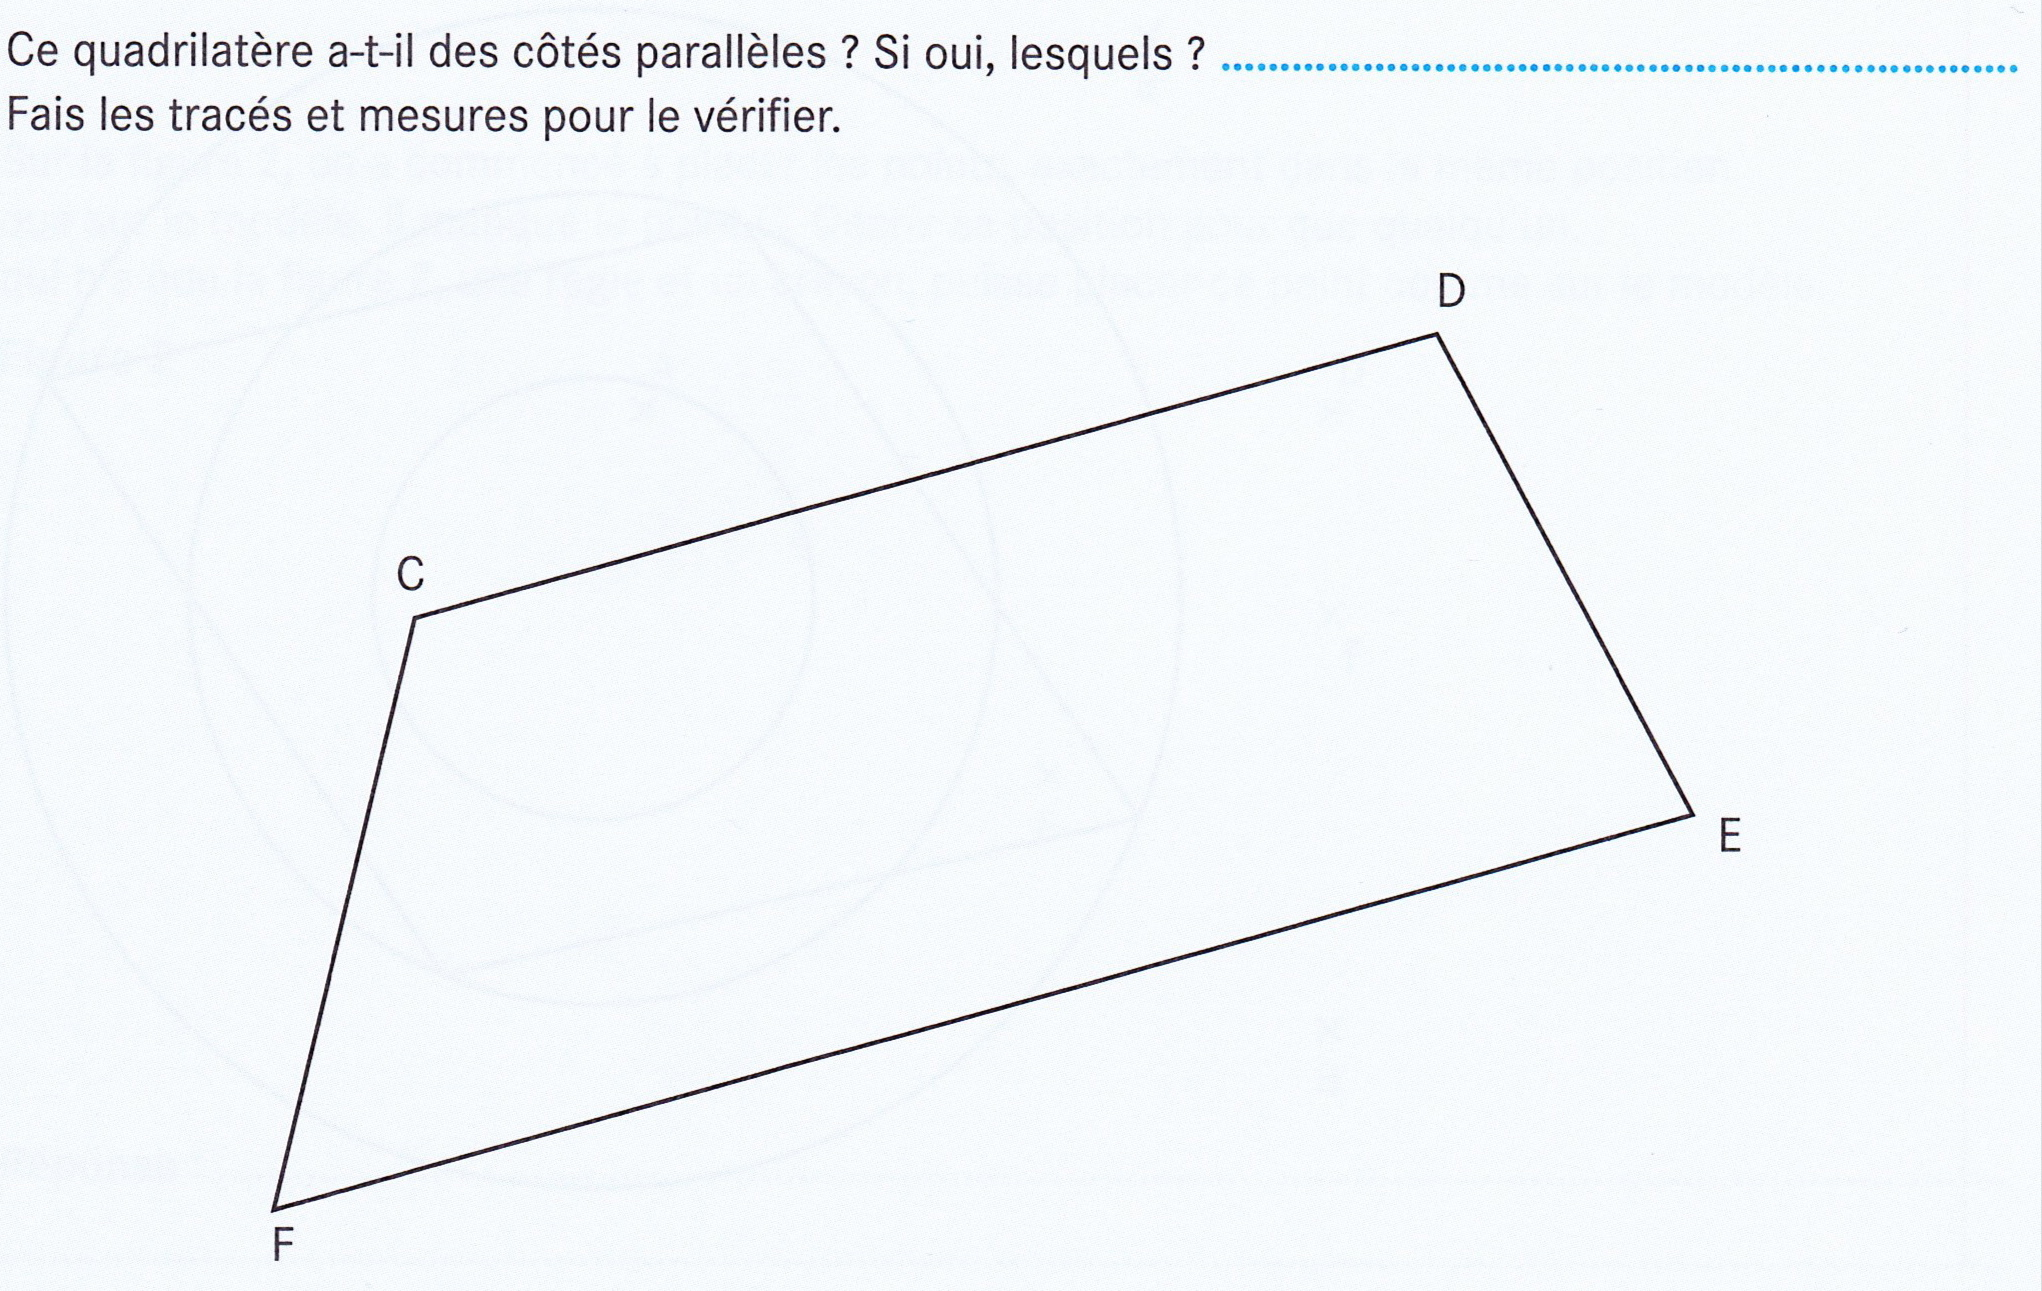 Ce quadrilatère a-t-il des côtés parallèles ? Si oui, lesquels ? ........................................................
Fais les tracés et mesures pour le vérifier.
D
C
E
F